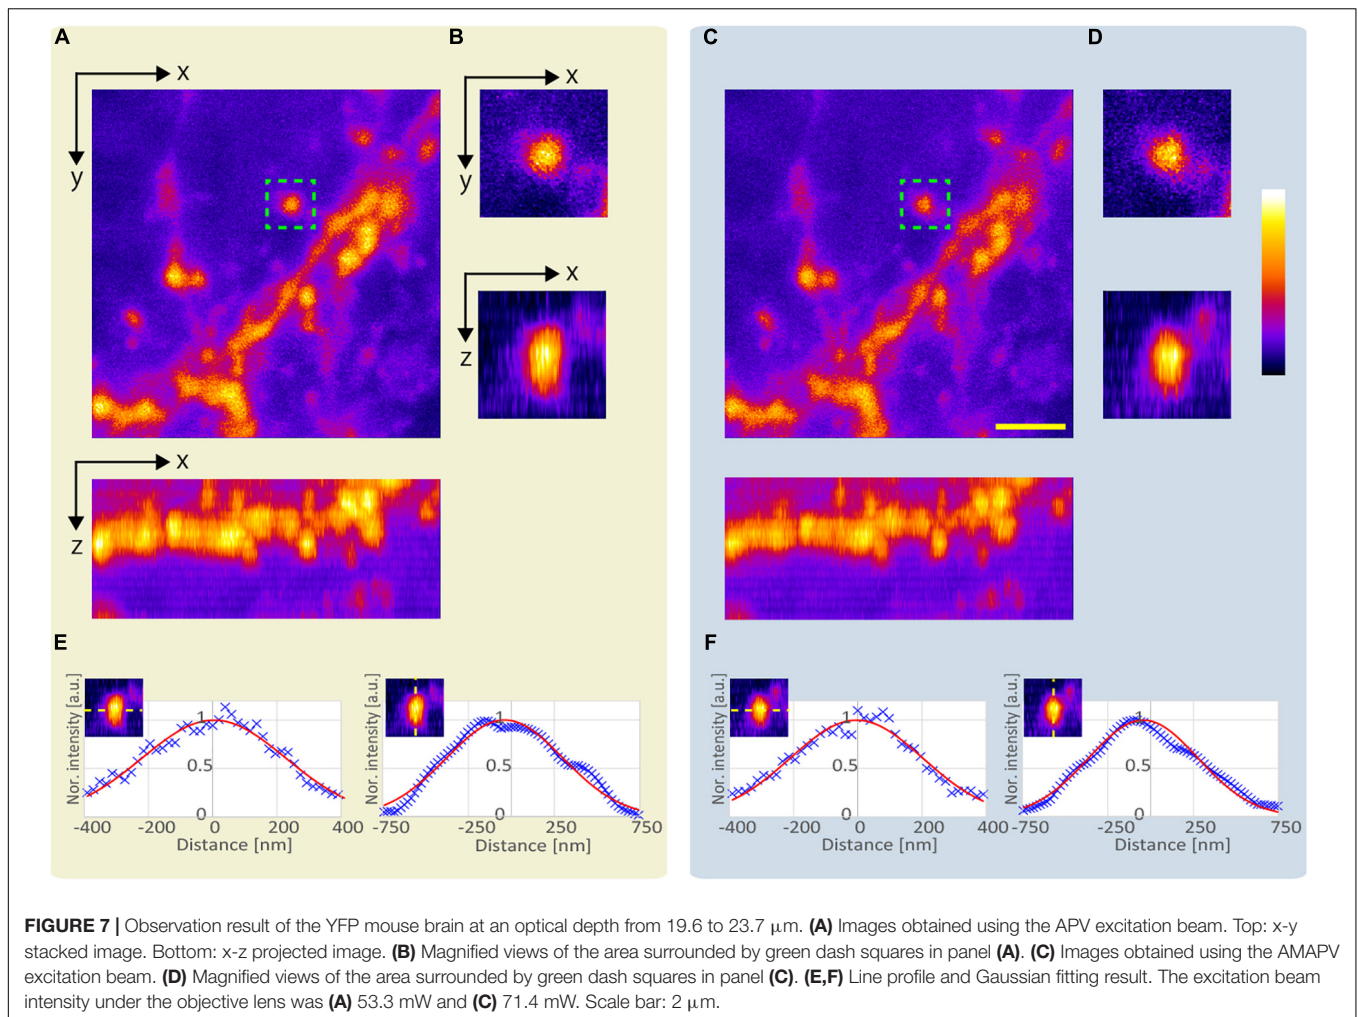 A
B
C
D
x
y
x
y
x
z
x
z
E
F
Nor. intensity [a.u.]
1
0.5
0
-400 -200 0 200 400
Distance [nm]
Nor. intensity [a.u.]
1
0.5
0
-750 -250 250 750
Distance [nm]
Nor. intensity [a.u.]
1
0.5
0
-400 -200 0 200 400
Distance [nm]
Nor. intensity [a.u.]
1
0.5
0
-750 -250 250 750
Distance [nm]
FIGURE 7 | Observation result of the YFP mouse brain at an optical depth from 19.6 to 23.7 μm. (A) Images obtained using the APV excitation beam. Top: x-y
stacked image. Bottom: x-z projected image. (B) Magnified views of the area surrounded by green dash squares in panel (A). (C) Images obtained using the AMAPV
excitation beam. (D) Magnified views of the area surrounded by green dash squares in panel (C). (E,F) Line profile and Gaussian fitting result. The excitation beam
intensity under the objective lens was (A) 53.3 mW and (C) 71.4 mW. Scale bar: 2 μm.